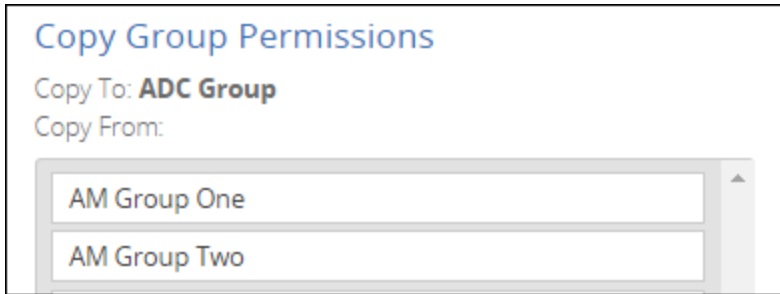 Copy Group Permissions
Copy To: ADC Group
Copy From:
AM Group One
AM Group Two